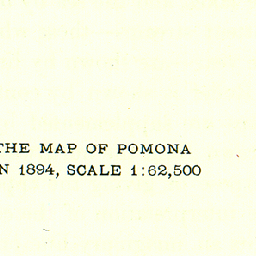 THE MAP OF POMONA
N 1894, SCALE 1:62,500